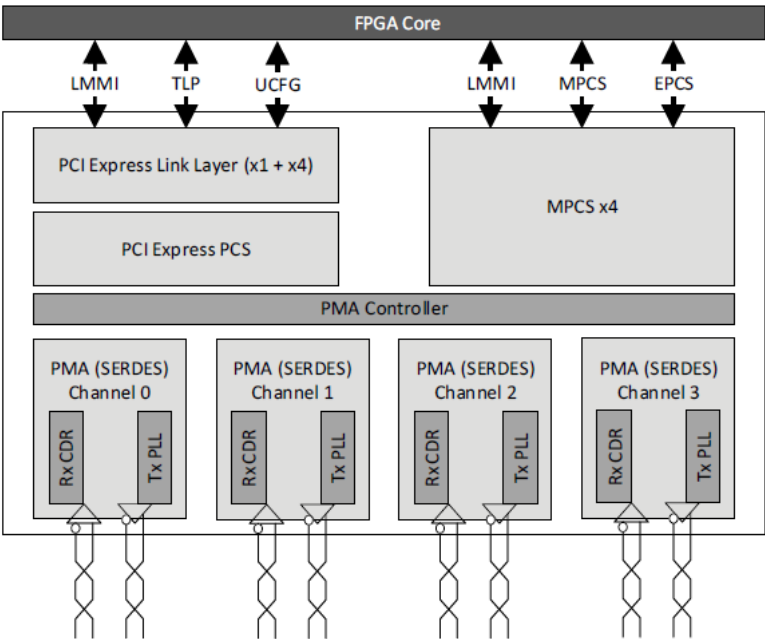 FPGA Core
LMMI TLP UCFG LMMI MPCS EPCS
PCI Express Link Layer (x1 + x4)
MPCS x4
PCI Express PCS
PMA Controller
PMA (SERDES)
Channel 0
PMA (SERDES)
Channel 1
PMA (SERDES)
Channel 2
PMA (SERDES)
Channel 3
Rx CDR
Tx PLL
Rx CDR
Tx PLL
Rx CDR
Tx PLL
Rx CDR
Tx PLL